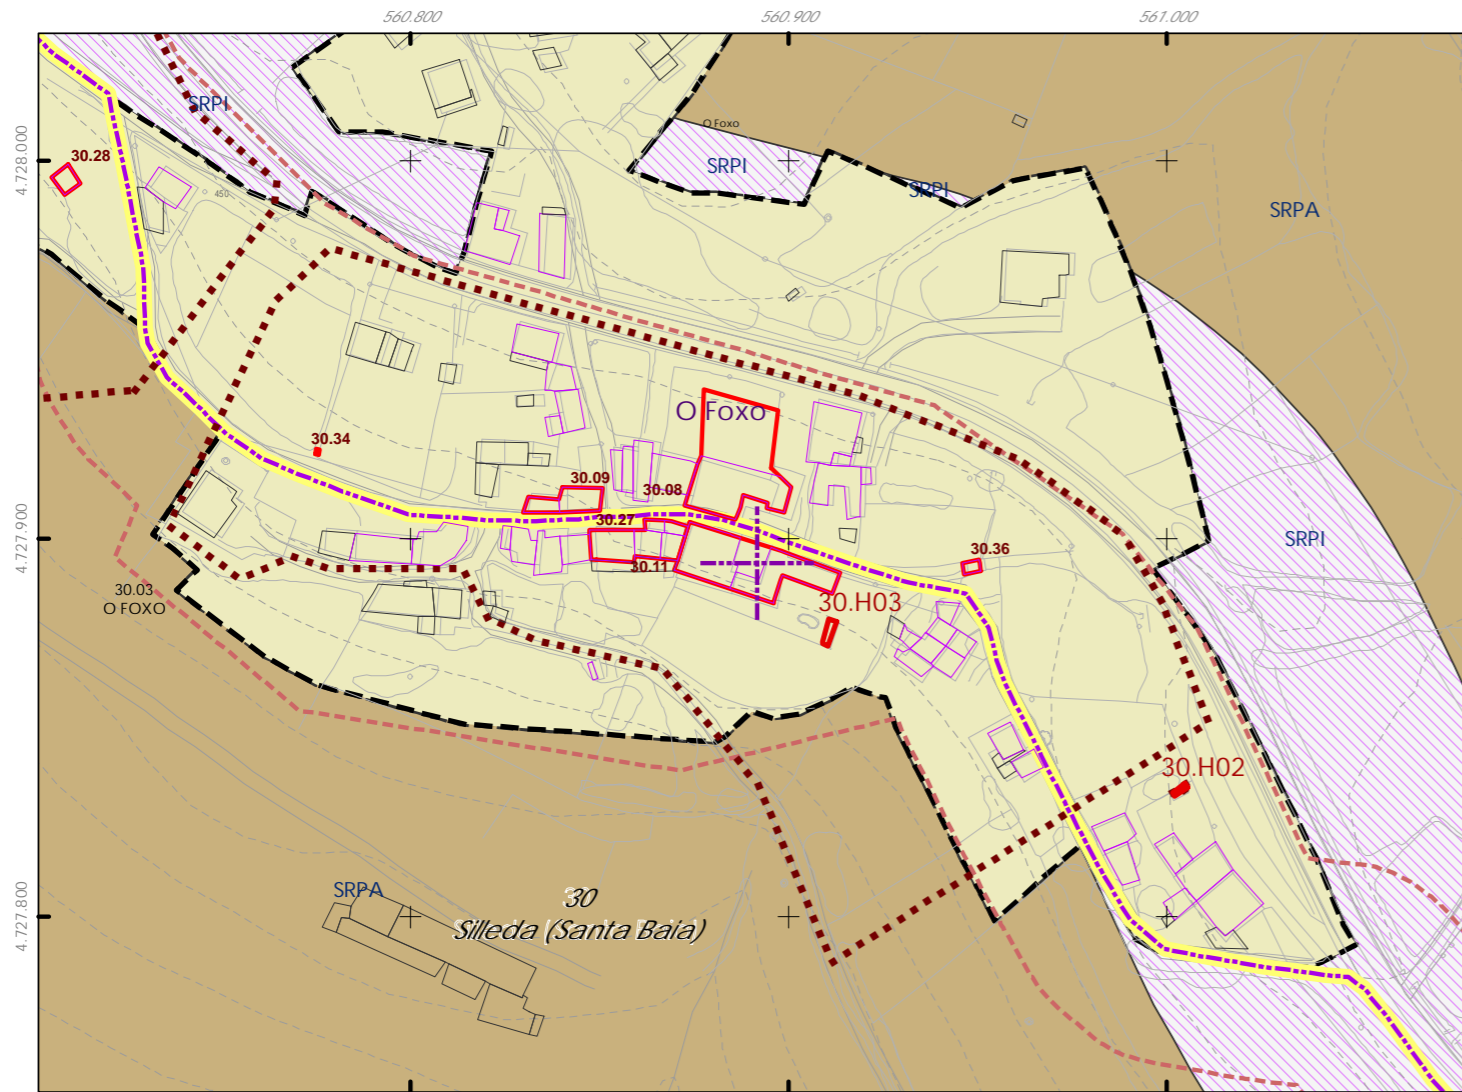 560.800
560.900
561.000
4.728.000
4.727.900
4.727.800
SRPI
O Foxo
SRPI
SRPI
SRPA
30.28
450
O Foxo
30.34
30.09
30.08
30.27
30.11
30.36
SRPI
30.03
O FOXO
30.H03
30.H02
SRPA
30
Silleda (Santa Baia)